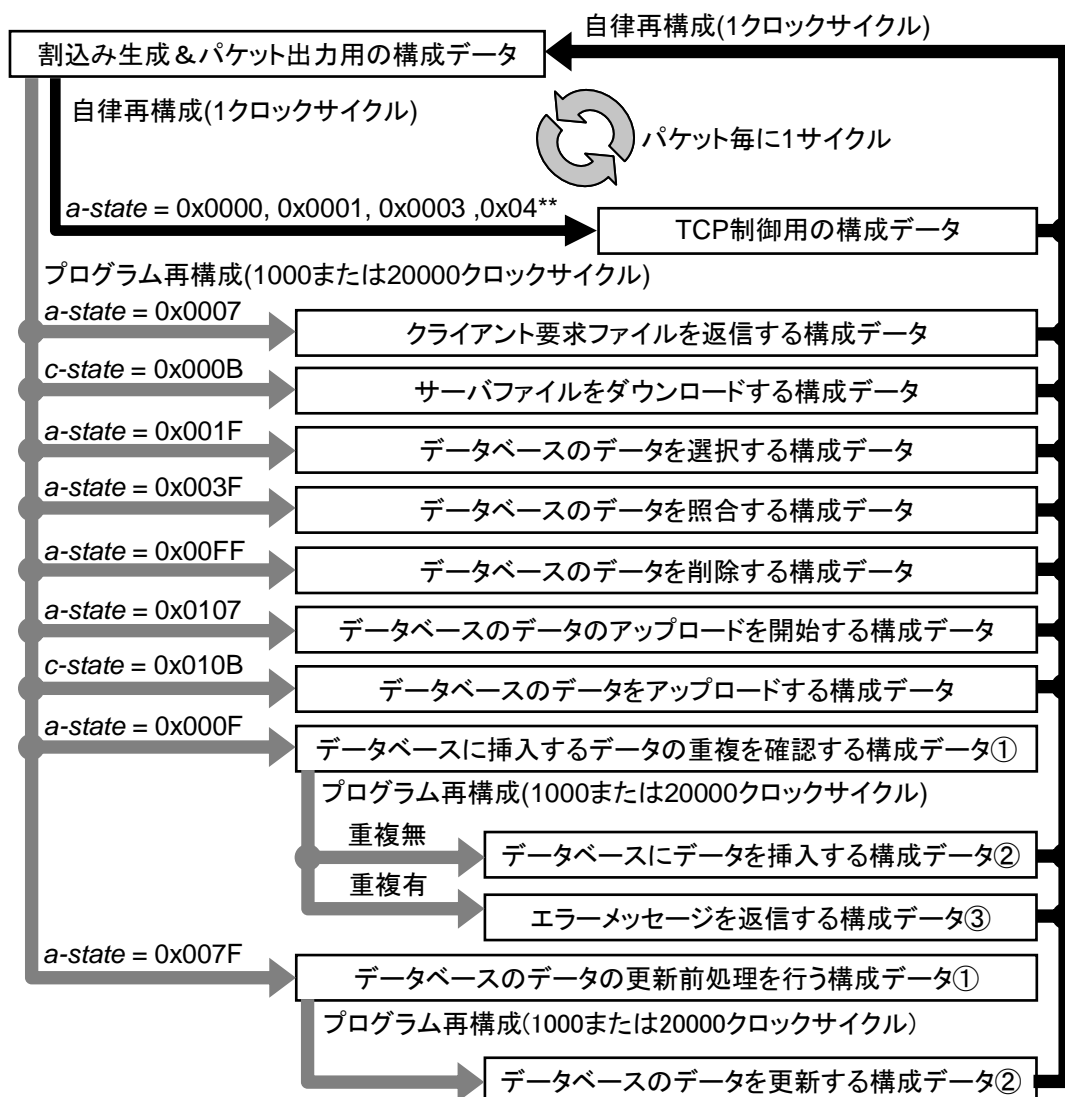 自律再構成(1クロックサイクル)
割込み生成＆パケット出力用の構成データ
自律再構成(1クロックサイクル)
パケット毎に1サイクル
a-state = 0x0000, 0x0001, 0x0003 ,0x04**
TCP制御用の構成データ
プログラム再構成(1000または20000クロックサイクル)
a-state = 0x0007
クライアント要求ファイルを返信する構成データ
c-state = 0x000B
サーバファイルをダウンロードする構成データ
a-state = 0x001F
データベースのデータを選択する構成データ
a-state = 0x003F
データベースのデータを照合する構成データ
a-state = 0x00FF
データベースのデータを削除する構成データ
a-state = 0x0107
データベースのデータのアップロードを開始する構成データ
c-state = 0x010B
データベースのデータをアップロードする構成データ
a-state = 0x000F
データベースに挿入するデータの重複を確認する構成データ①
プログラム再構成(1000または20000クロックサイクル)
重複無
データベースにデータを挿入する構成データ②
重複有
エラーメッセージを返信する構成データ③
a-state = 0x007F
データベースのデータの更新前処理を行う構成データ①
プログラム再構成(1000または20000クロックサイクル)
データベースのデータを更新する構成データ②